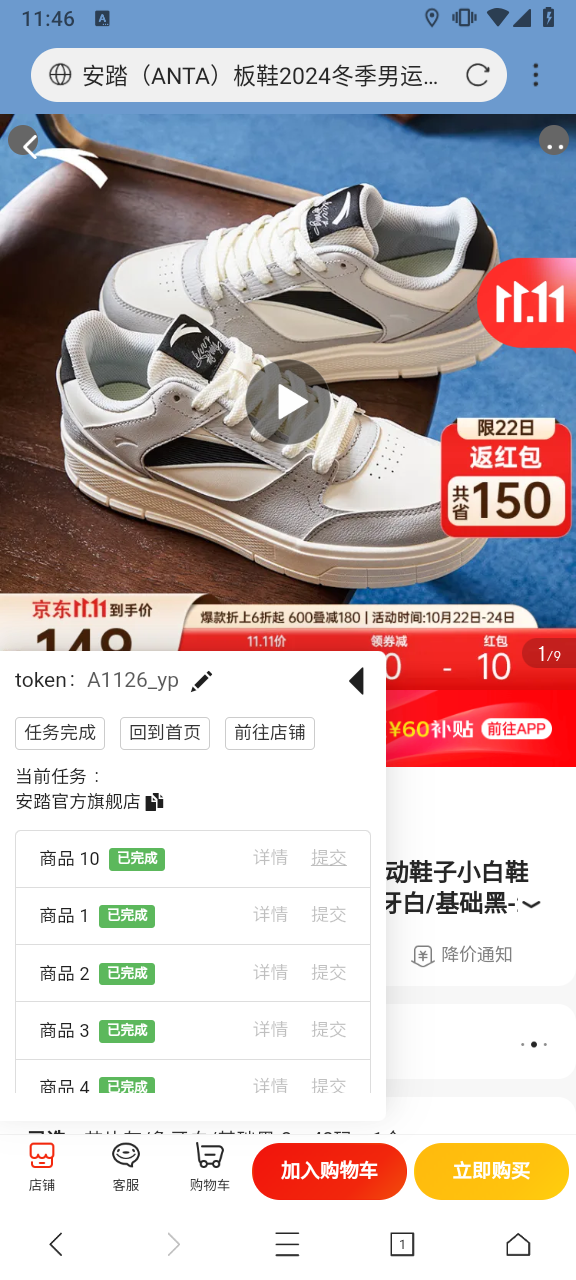 11:46
A
安踏（ANTA）板鞋2024冬季男运...
11.11
限22日
返红包
共省150
京东11.11到手价
爆款折上6折起 600叠减180 | 活动时间:10月22日-24日
149
11.11价
领券减
红包
0 - 10
1/9
token： A1126_yp
¥60补贴 前往APP
任务完成 回到首页 前往店铺
当前任务：
安踏官方旗舰店
商品 10 已完成 详情 提交
动鞋子小白鞋
牙白/基础黑-
商品 1 已完成 详情 提交
降价通知
商品 2 已完成 详情 提交
商品 3 已完成 详情 提交
商品 4 已完成 详情 提交
店铺
客服
购物车
加入购物车
立即购买
1